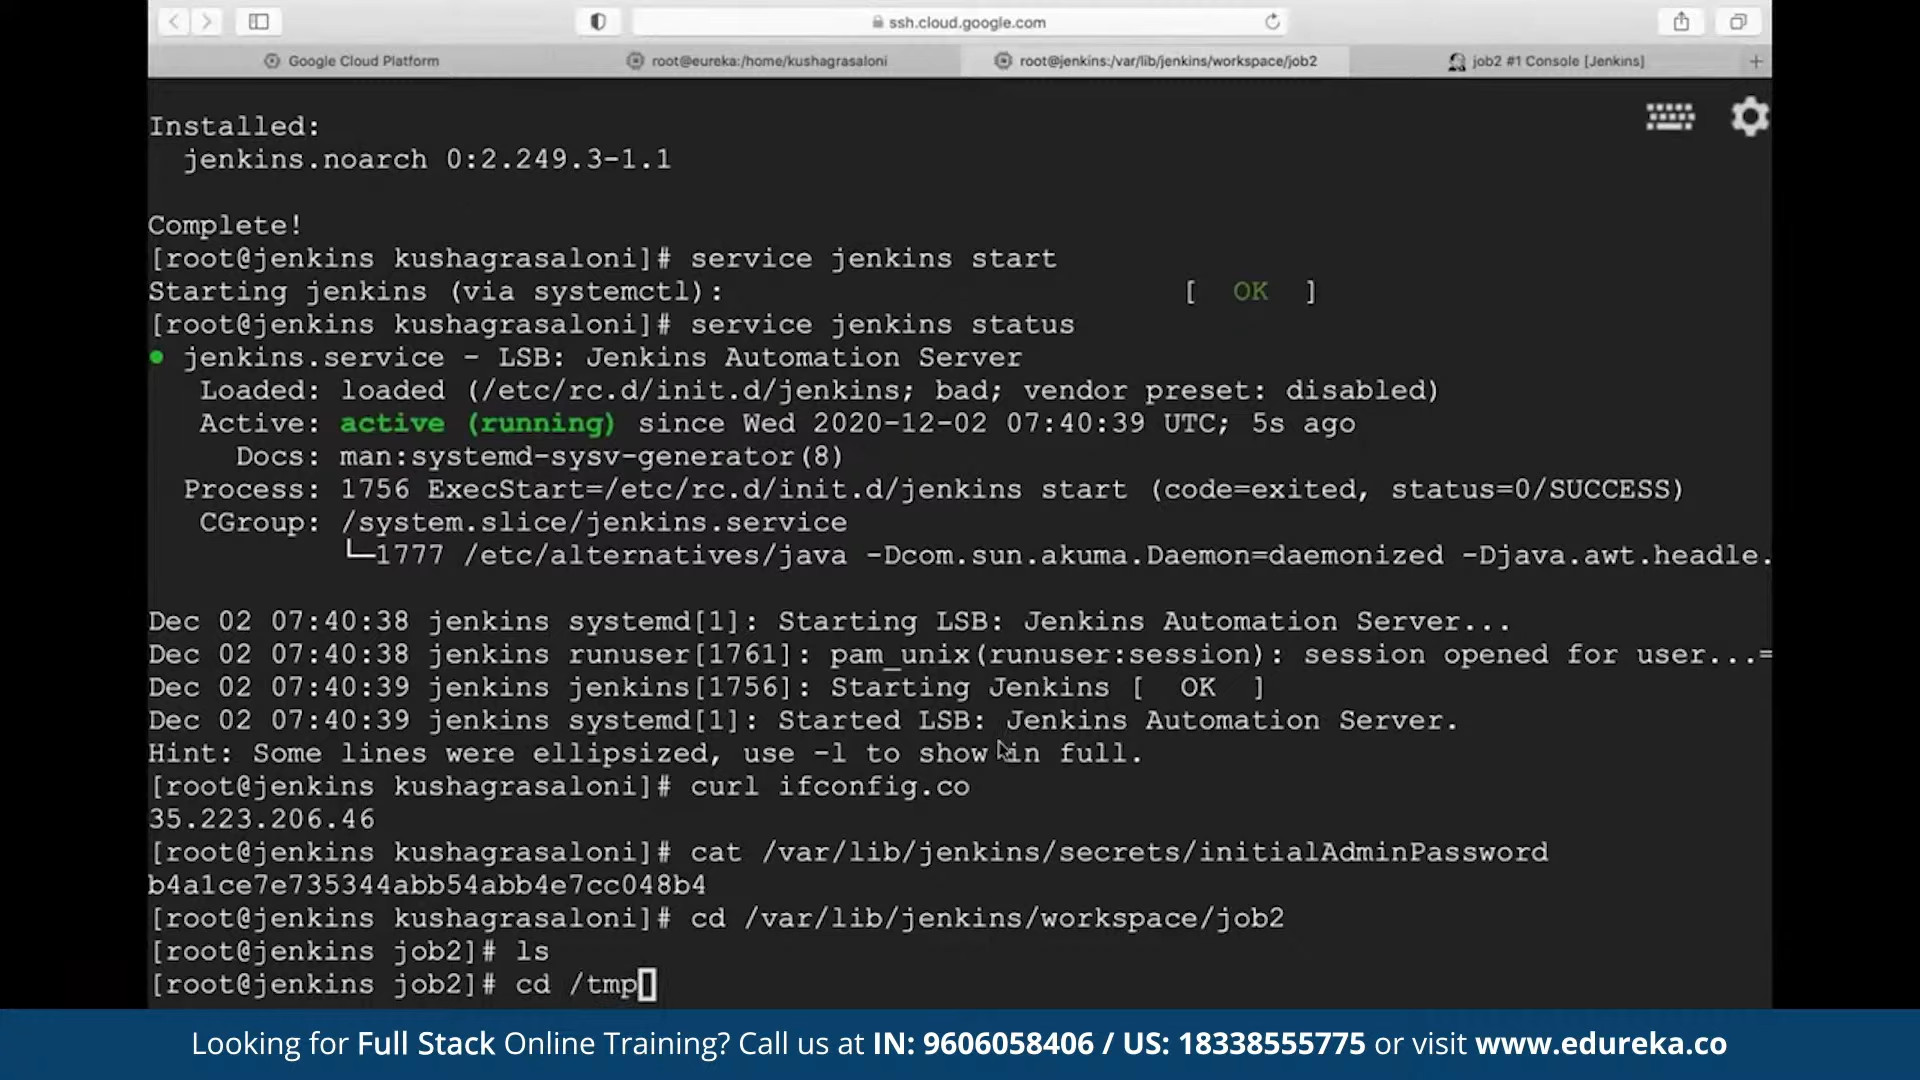 ssh.cloud.google.com
Google Cloud Platform
root@eureka:/home/kushagrasaloni
root@jenkins:/var/lib/jenkins/workspace/job2
job2 #1 Console [Jenkins]
Installed:
jenkins.noarch 0:2.249.3-1.1
Complete!
[root@jenkins kushagrasaloni]# service jenkins start
Starting jenkins (via systemctl): [ OK ]
[root@jenkins kushagrasaloni]# service jenkins status
● jenkins.service - LSB: Jenkins Automation Server
Loaded: loaded (/etc/rc.d/init.d/jenkins; bad; vendor preset: disabled)
Active: active (running) since Wed 2020-12-02 07:40:39 UTC; 5s ago
Docs: man:systemd-sysv-generator(8)
Process: 1756 ExecStart=/etc/rc.d/init.d/jenkins start (code=exited, status=0/SUCCESS)
CGroup: /system.slice/jenkins.service
└─1777 /etc/alternatives/java -Dcom.sun.akuma.Daemon=daemonized -Djava.awt.headle.
Dec 02 07:40:38 jenkins systemd[1]: Starting LSB: Jenkins Automation Server...
Dec 02 07:40:38 jenkins runuser[1761]: pam_unix(runuser:session): session opened for user...=
Dec 02 07:40:39 jenkins jenkins[1756]: Starting Jenkins [ OK ]
Dec 02 07:40:39 jenkins systemd[1]: Started LSB: Jenkins Automation Server.
Hint: Some lines were ellipsized, use -l to show in full.
[root@jenkins kushagrasaloni]# curl ifconfig.co
35.223.206.46
[root@jenkins kushagrasaloni]# cat /var/lib/jenkins/secrets/initialAdminPassword
b4a1ce7e735344abb54abb4e7cc048b4
[root@jenkins kushagrasaloni]# cd /var/lib/jenkins/workspace/job2
[root@jenkins job2]# ls
[root@jenkins job2]# cd /tmp
Looking for Full Stack Online Training? Call us at IN: 9606058406 / US: 18338555775 or visit www.edureka.co